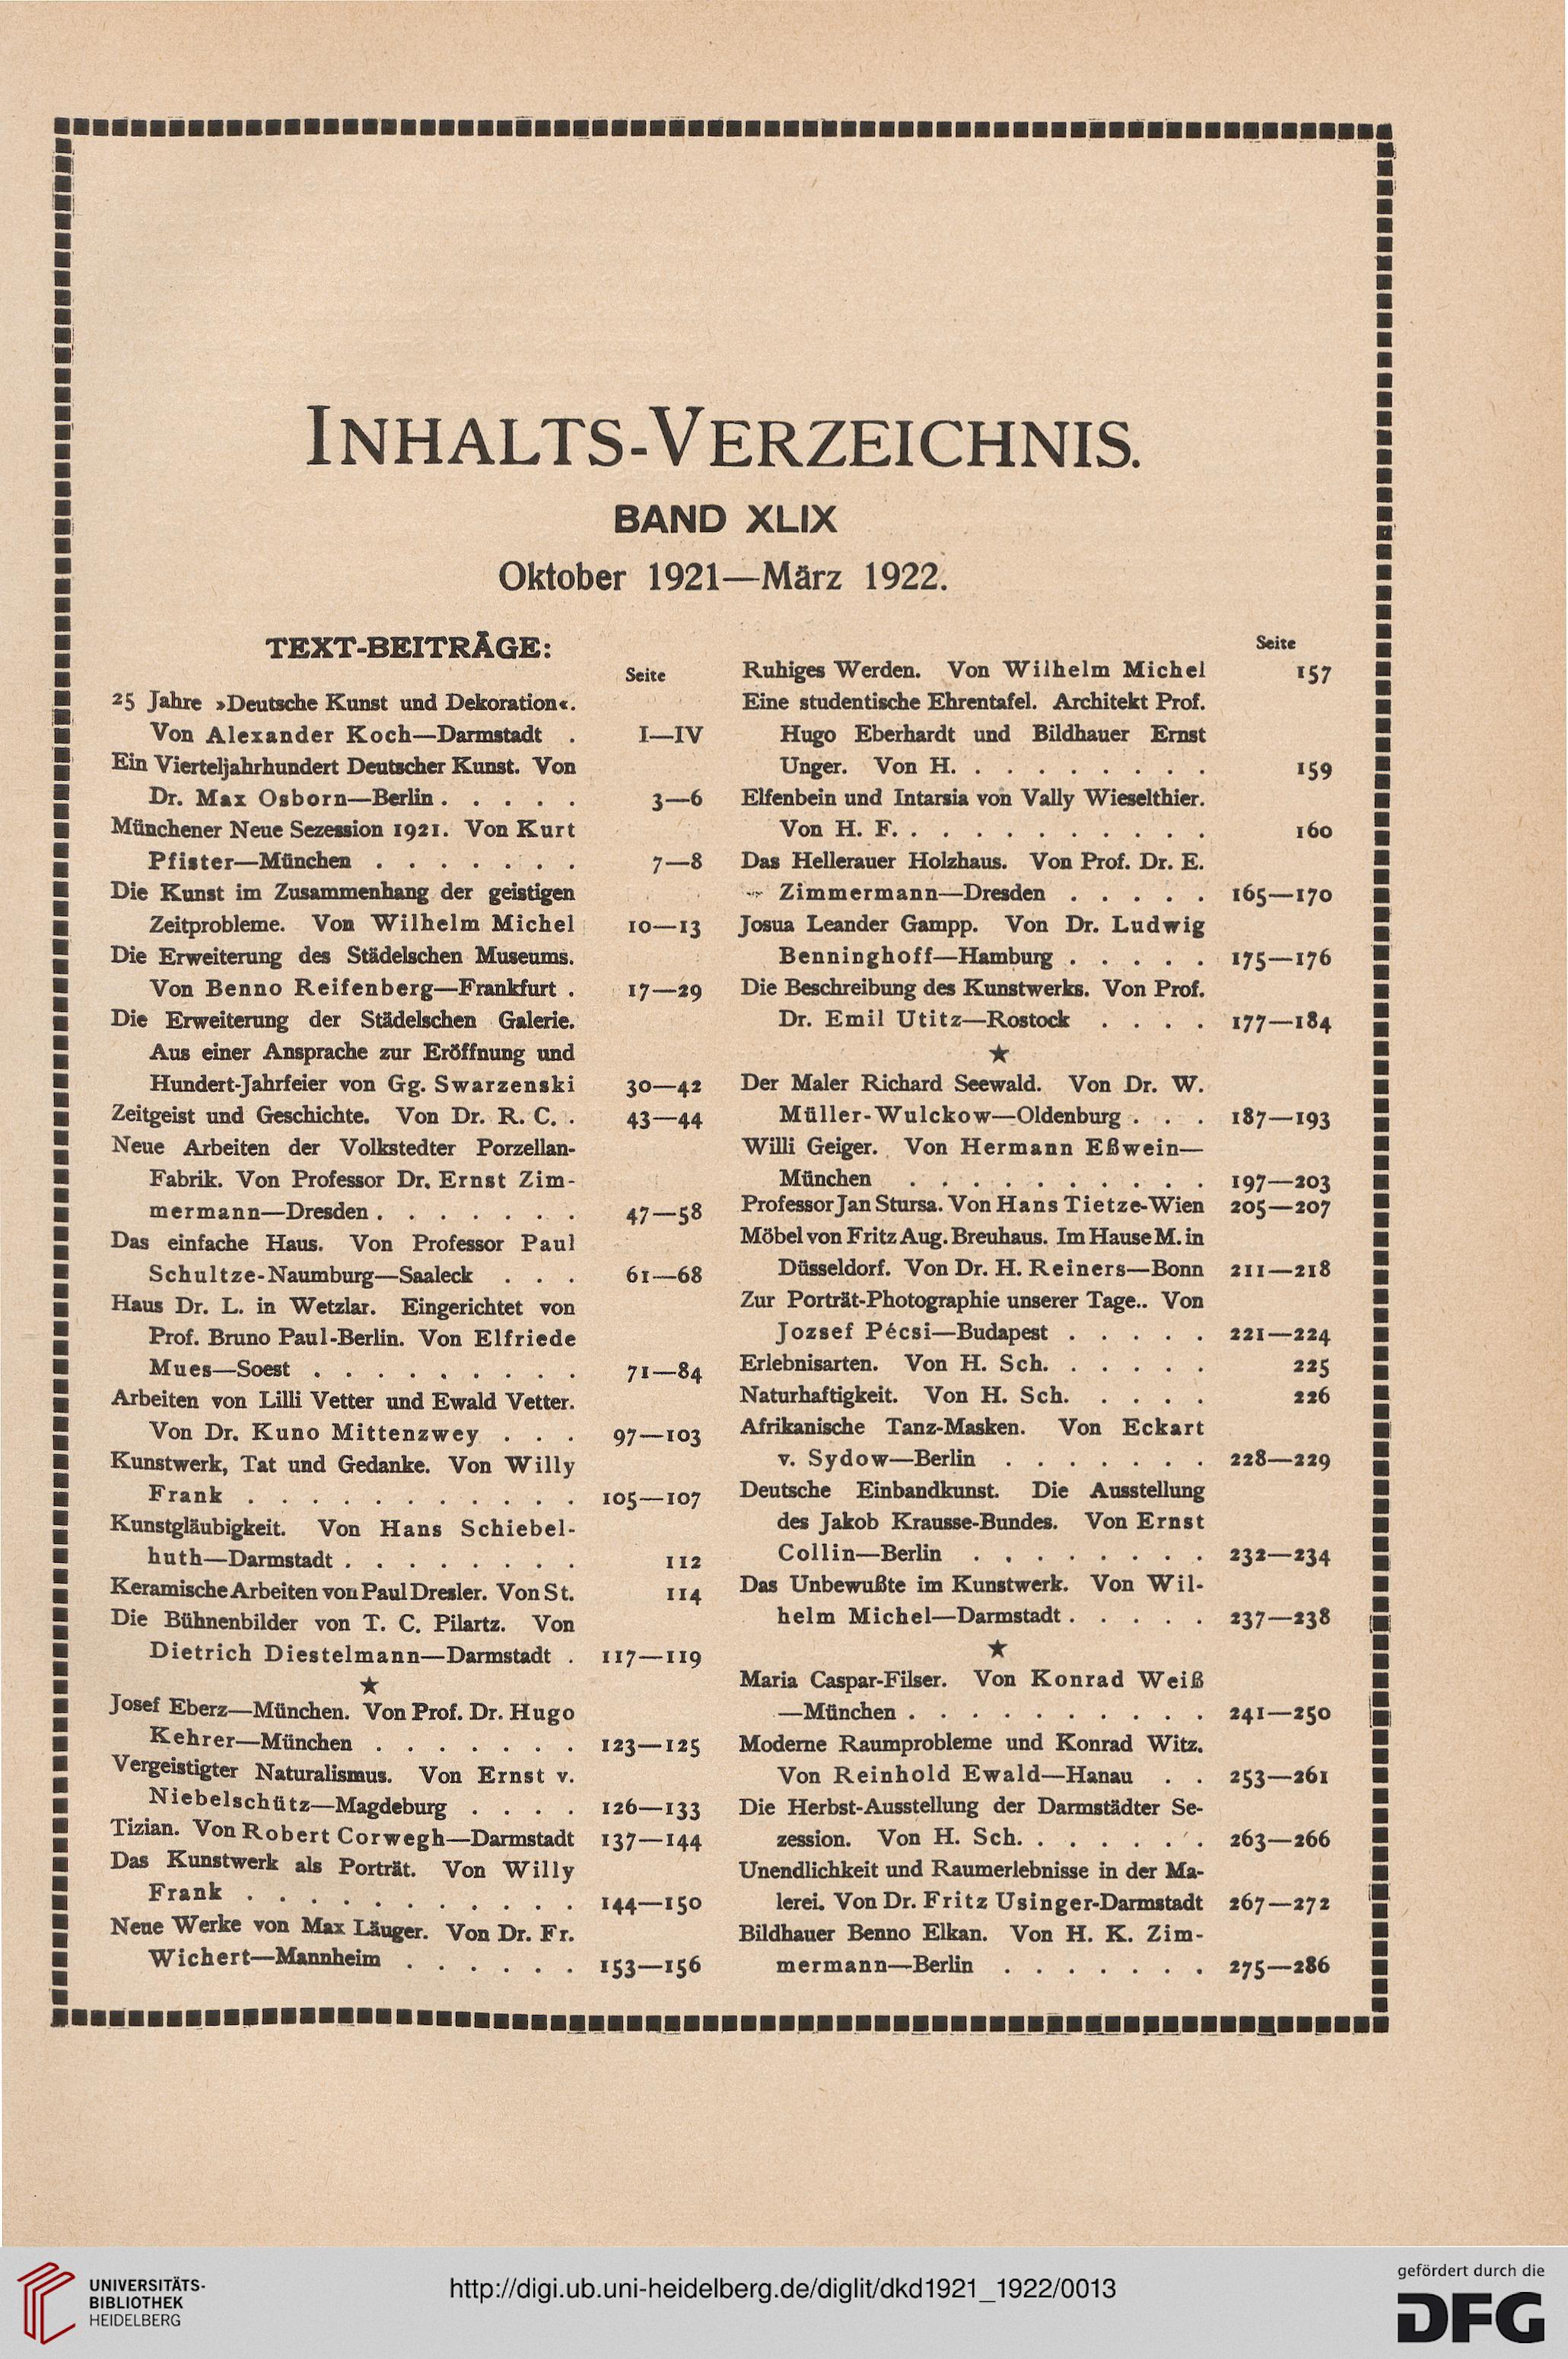 INHALTS-VERZEICHNIS.
BAND XLIX
Oktober 1921—März 1922.
TEXT-BEITRÄGE:
Seite
25 Jahre »Deutsche Kunst und Dekoration«.
Von Alexander Koch—Darmstadt . I—IV
Ein Vierteljahrhundert Deutscher Kunst. Von
Dr. Max Osborn—Berlin . . . . . 3—6
Münchener Neue Sezession 1921. Von Kurt
Pfister—München . . . . . . . 7—8
Die Kunst im Zusammenhang der geistigen
Zeitprobleme. Von Wilhelm Michel 10—13
Die Erweiterung des Städelschen Museums.
Von Benno Reifenberg—Frankfurt . 17—29
Die Erweiterung der Städelschen Galerie.
Aus einer Ansprache zur Eröffnung und
Hundert-Jahrfeier von Gg. Swarzenski 30—42
Zeitgeist und Geschichte. Von Dr. R. C. . 43—44
Neue Arbeiten der Volkstedter Porzellan-
Fabrik. Von Professor Dr. Ernst Zim-
mermann—Dresden . . . . . . . 47—58
Das einfache Haus. Von Professor Paul
Schultze-Naumburg—Saaleck . . . 61—68
Haus Dr. L. in Wetzlar. Eingerichtet von
Prof. Bruno Paul-Berlin. Von Elfriede
Mues—Soest . . . . . . . . . 71—84
Arbeiten von Lilli Vetter und Ewald Vetter.
Von Dr. Kuno Mittenzwey . . . 97—103
Kunstwerk, Tat und Gedanke. Von Willy
Frank . . . . . . . . . . . 105—107
Kunstgläubigkeit. Von Hans Schiebel-
huth—Darmstadt . . . . . . . . 112
Keramische Arbeiten von Paul Dresler. Von St. 114
Die Bühnenbilder von T. C. Pilartz. Von
Dietrich Diestelmann—Darmstadt . 117—119
★
Josef Eberz—München. Von Prof. Dr. Hugo
Kehrer—München . . . . . . . 123—125
Vergeistigter Naturalismus. Von Ernst v.
Niebelschütz—Magdeburg . . . . 126—133
Tizian. Von Robert Corwegh—Darmstadt 137—144
Das Kunstwerk als Porträt. Von Willy
Frank . . . . . . . . . . . 144—150
Neue Werke von Max Läuger. Von Dr. Fr.
Wichert—Mannheim . . . . . . 153—156
Seite
Ruhiges Werden. Von Wilhelm Michel 157
Eine studentische Ehrentafel. Architekt Prof.
Hugo Eberhardt und Bildhauer Ernst
Unger. Von H. . . . . . . . . 159
Elfenbein und Intarsia von Vally Wieselthier.
Von H. F. . . . . . . . . . . 160
Das Hellerauer Holzhaus. Von Prof. Dr. E.
Zimmermann—Dresden . . . . . 165—170
Josua Leander Gampp. Von Dr. Ludwig
Benninghoff—Hamburg . . . . . 175—176
Die Beschreibung des Kunstwerks. Von Prof.
Dr. Emil Utitz—Rostock . . . . 177—184
★
Der Maler Richard Seewald. Von Dr. W.
Müller-Wulckow—Oldenburg . . . 187—193
Willi Geiger. Von Hermann Eßwein—
München . . . . . . . . . . 197—203
Professor Jan Stursa. Von Hans Tietze-Wien 205—207
Möbel von Fritz Aug. Breuhaus. Im Hause M. in
Düsseldorf. Von Dr. H. Reiners—Bonn 211—218
Zur Porträt-Photographie unserer Tage.. Von
Jozsef Pécsi—Budapest . . . . . 221—224
Erlebnisarten. Von H. Sch. . . . . . 225
Naturhaftigkeit. Von H. Sch. . . . . 226
Afrikanische Tanz-Masken. Von Eckart
v. Sydow—Berlin . . . . . . . 228—229
Deutsche Einbandkunst. Die Ausstellung
des Jakob Krausse-Bundes. Von Ernst
Collin—Berlin . . . . . . . . 232—234
Das Unbewußte im Kunstwerk. Von Wil-
helm Michel—Darmstadt . . . . . 237—238
★
Maria Caspar-Filser. Von Konrad Weiß
—München . . . . . . . . . . 241—250
Moderne Raumprobleme und Konrad Witz.
Von Reinhold Ewald—Hanau . . 253—261
Die Herbst-Ausstellung der Darmstädter Se-
zession. Von H. Sch. . . . . . . 263—266
Unendlichkeit und Raumerlebnisse in der Ma-
lerei. Von Dr. Fritz Usinger-Darmstadt 267—272
Bildhauer Benno Elkan. Von H. K. Zim-
mermann—Berlin . . . . . . . 275—286
UNIVERSITÄTS-
BIBLIOTHEK
HEIDELBERG
http://digi.ub.uni-heidelberg.de/diglit/dkd1921_1922/0013
gefördert durch die
DFG